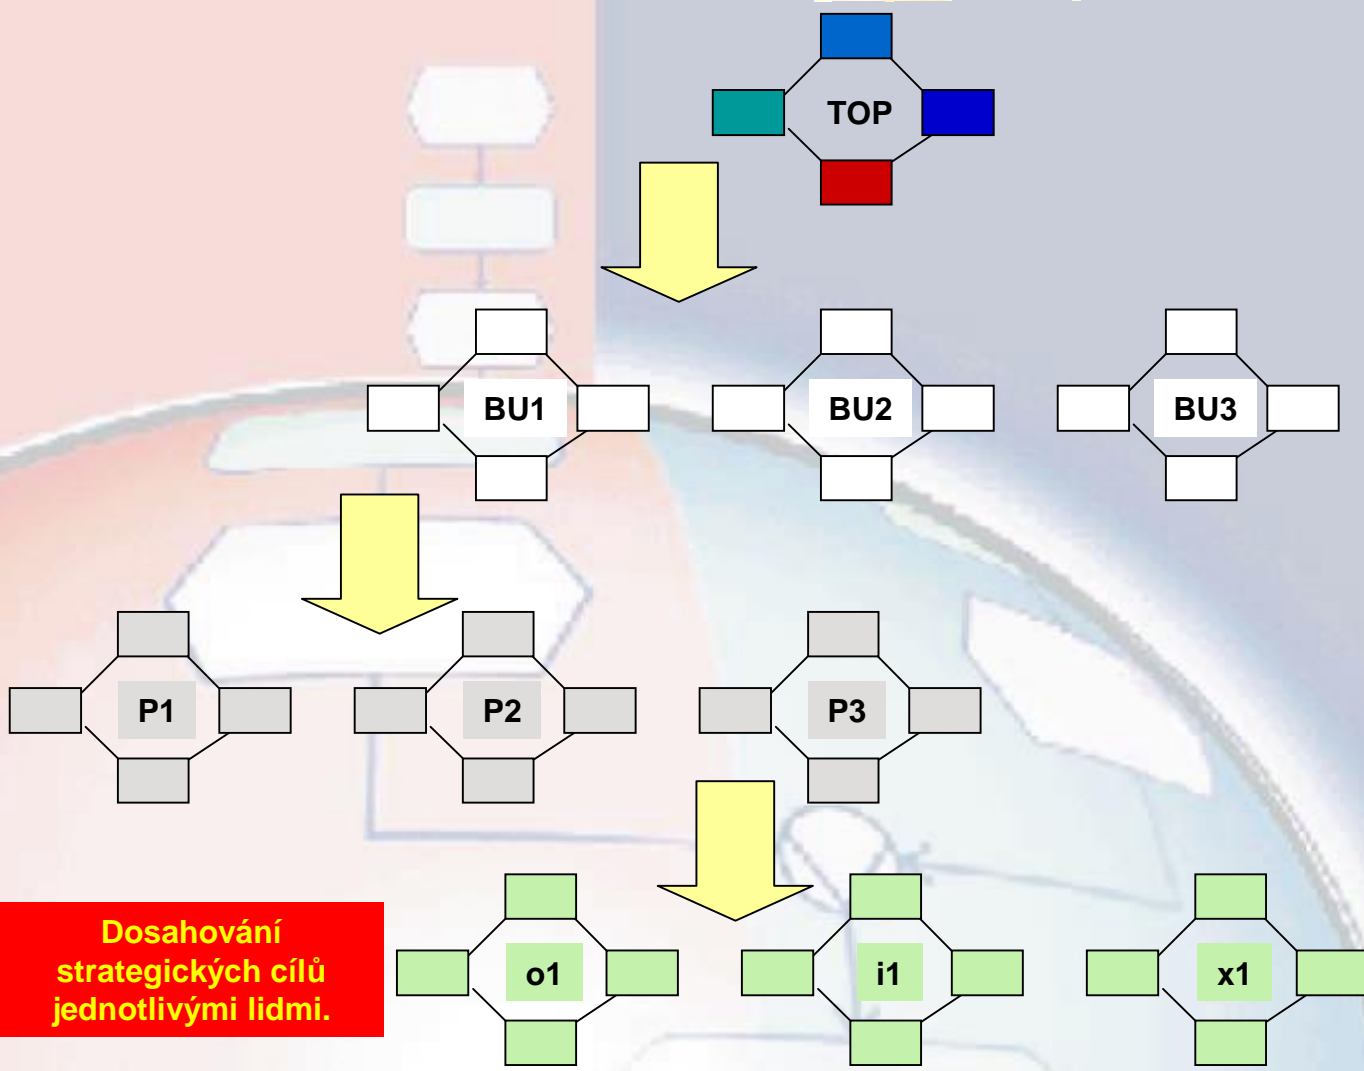 TOP
BU1 BU2 BU3
P1 P2 P3
Dosahování
strategických cílů
jednotlivými lidmi.
o1 i1 x1